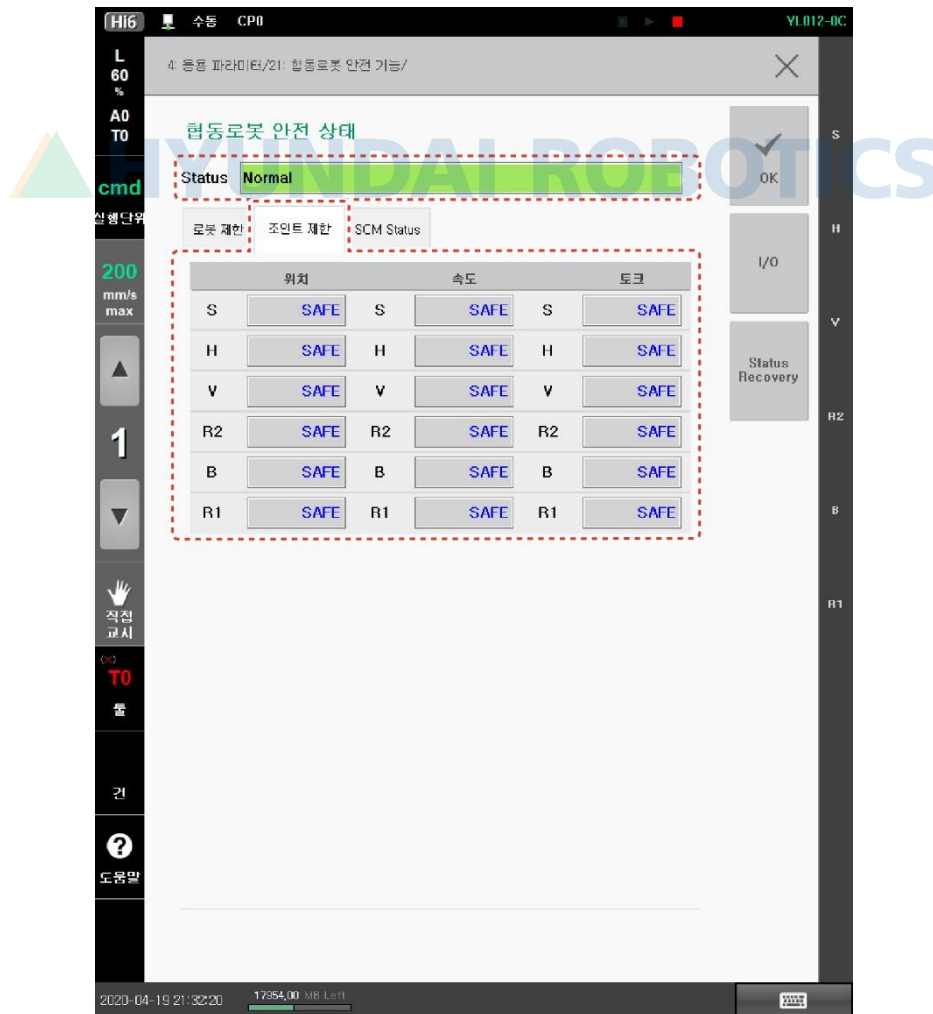 Hi6 수동 CP0 YL012-0C
L
60
%
A0
T0
cmd
실행단위
200
mm/s
max
1
직접
교시
(×)
T0
툴
건
?
도움말
4: 응용 파라미터/21: 협동로봇 안전 기능/
협동로봇 안전 상태
HYUNDAI ROBOTICS
Status Normal
로봇 제한 조인트 제한 SCM Status
위치 속도 토크
S SAFE S SAFE S SAFE
H SAFE H SAFE H SAFE
V SAFE V SAFE V SAFE
R2 SAFE R2 SAFE R2 SAFE
B SAFE B SAFE B SAFE
R1 SAFE R1 SAFE R1 SAFE
OK
I/O
Status
Recovery
S
H
V
R2
B
R1
2020-04-19 21:32:20 17954,00 MB Left